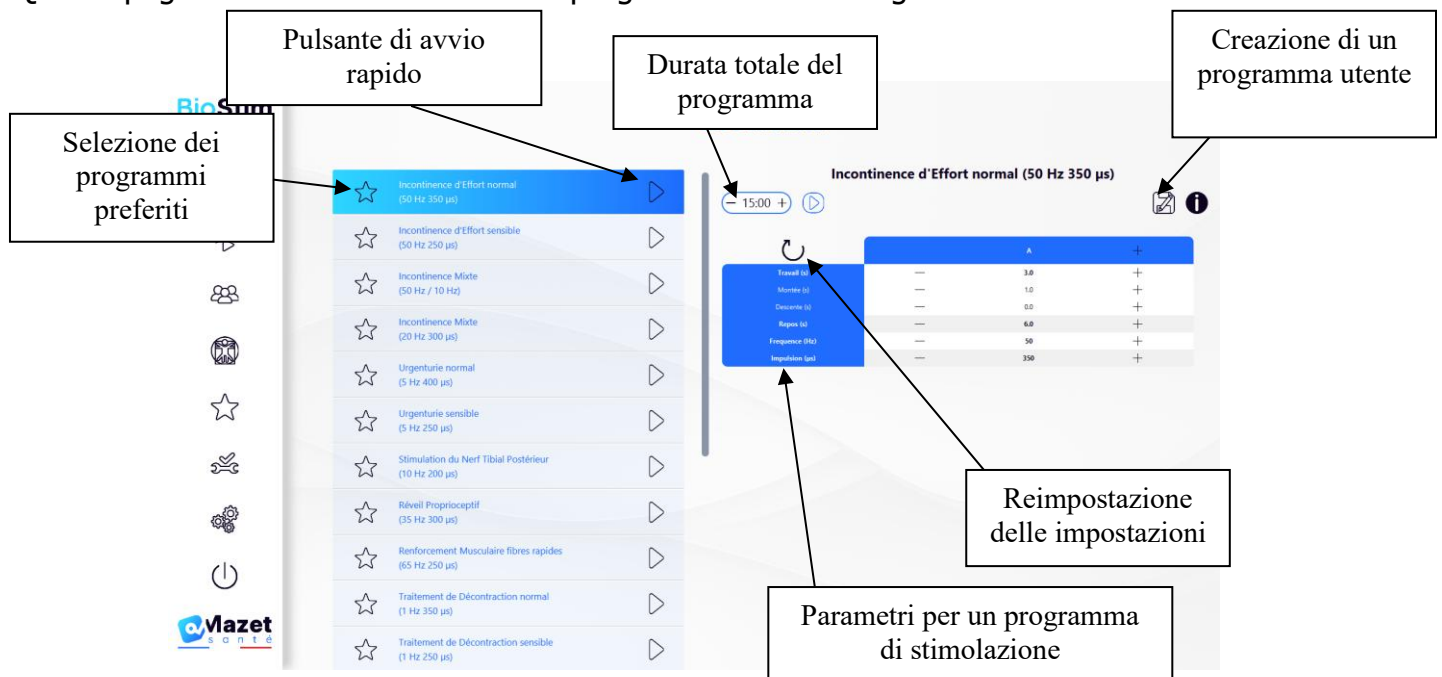 Pulsante di avvio
rapido
Durata totale del
programma
Creazione di un
programma utente
Selezione dei
programmi
preferiti
Incontinence d'Effort normal
(50 Hz 350 µs)
Incontinence d'Effort sensible
(50 Hz 250 µs)
Incontinence Mixte
(50 Hz / 10 Hz)
Incontinence Mixte
(20 Hz 300 µs)
Urgenturie normal
(5 Hz 400 µs)
Urgenturie sensible
(5 Hz 250 µs)
Stimulation du Nerf Tibial Postérieur
(10 Hz 200 µs)
Réveil Proprioceptif
(35 Hz 300 µs)
Renforcement Musculaire fibres rapides
(65 Hz 250 µs)
Traitement de Décontraction normal
(1 Hz 350 µs)
Traitement de Décontraction sensible
(1 Hz 250 µs)
Mazet
santé
Incontinence d'Effort normal (50 Hz 350 µs)
− 15:00 +
A +
Travail (s) — 3.0 +
Montée (s) — 1.0 +
Descente (s) — 0.0 +
Repos (s) — 6.0 +
Frequence (Hz) — 50 +
Impulsion (µs) — 350 +
Reimpostazione
delle impostazioni
Parametri per un programma
di stimolazione